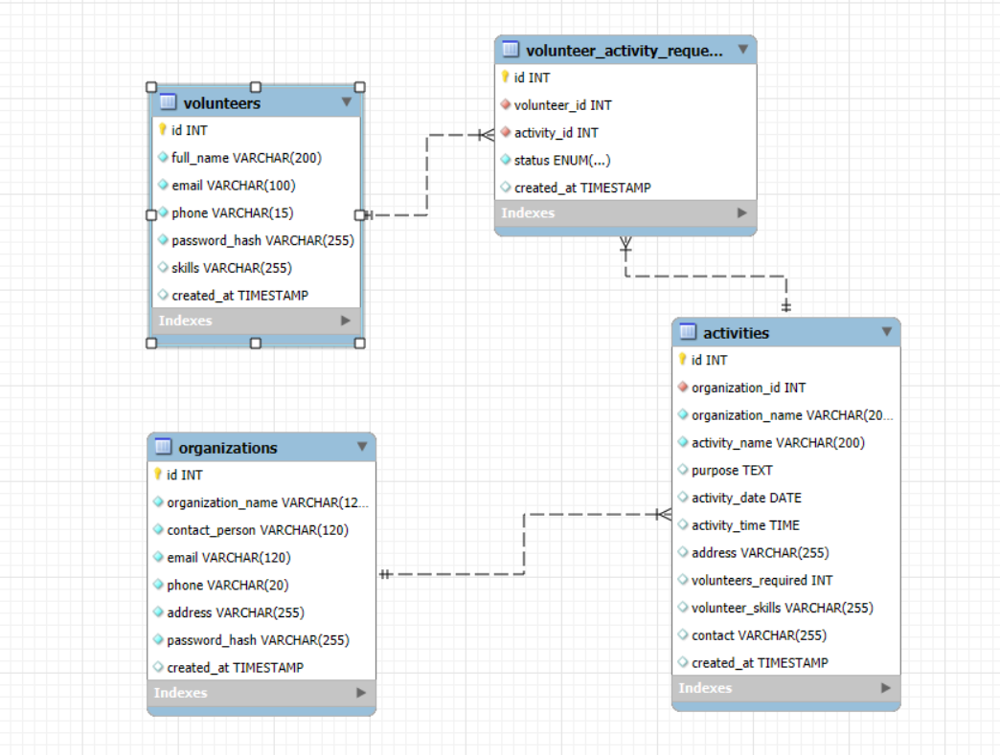 volunteers
id INT
full_name VARCHAR(200)
email VARCHAR(100)
phone VARCHAR(15)
password_hash VARCHAR(255)
skills VARCHAR(255)
created_at TIMESTAMP
Indexes
volunteer_activity_reque...
id INT
volunteer_id INT
activity_id INT
status ENUM(...)
created_at TIMESTAMP
Indexes
organizations
id INT
organization_name VARCHAR(12...
contact_person VARCHAR(120)
email VARCHAR(120)
phone VARCHAR(20)
address VARCHAR(255)
password_hash VARCHAR(255)
created_at TIMESTAMP
Indexes
activities
id INT
organization_id INT
organization_name VARCHAR(20...
activity_name VARCHAR(200)
purpose TEXT
activity_date DATE
activity_time TIME
address VARCHAR(255)
volunteers_required INT
volunteer_skills VARCHAR(255)
contact VARCHAR(255)
created_at TIMESTAMP
Indexes